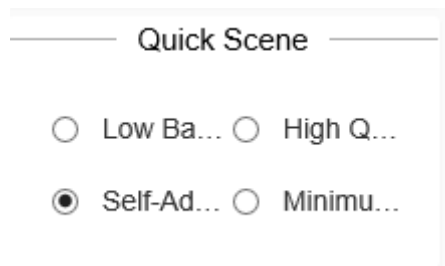 Quick Scene
Low Ba... High Q...
Self-Ad... Minimu...